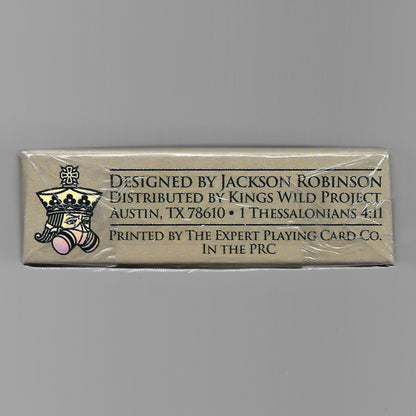 Designed by Jackson Robinson
Distributed by Kings Wild Project
Austin, TX 78610 • 1 Thessalonians 4:11
Printed by The Expert Playing Card Co.
In the PRC